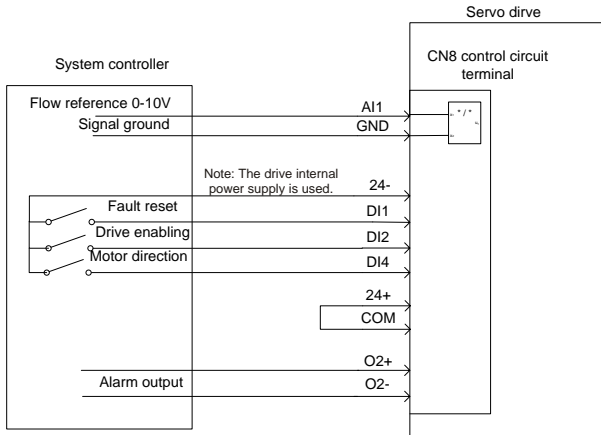 Servo dirve
CN8 control circuit
terminal
System controller
Flow reference 0-10V
AI1
Signal ground
GND
* / *
Note: The drive internal
power supply is used.
24-
Fault reset
DI1
Drive enabling
DI2
Motor direction
DI4
24+
COM
O2+
Alarm output
O2-